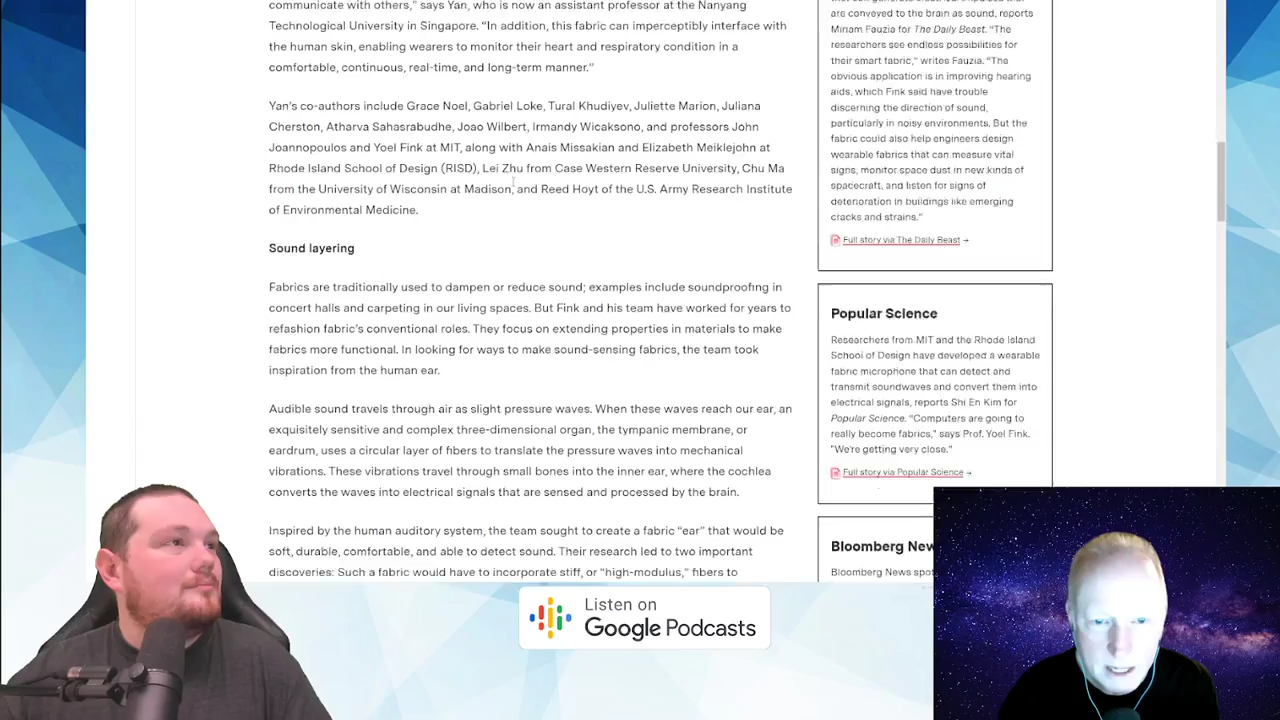 communicate with others," says Yan, who is now an assistant professor at the Nanyang
Technological University in Singapore. "In addition, this fabric can imperceptibly interface with
the human skin, enabling wearers to monitor their heart and respiratory condition in a
comfortable, continuous, real-time, and long-term manner."
Yan's co-authors include Grace Noel, Gabriel Loke, Tural Khudiyev, Juliette Marion, Juliana
Cherston, Atharva Sahasrabudhe, Joao Wilbert, Irmandy Wicaksono, and professors John
Joannopoulos and Yoel Fink at MIT, along with Anais Missakian and Elizabeth Meiklejohn at
Rhode Island School of Design (RISD), Lei Zhu from Case Western Reserve University, Chu Ma
from the University of Wisconsin at Madison, and Reed Hoyt of the U.S. Army Research Institute
of Environmental Medicine.
Sound layering
Fabrics are traditionally used to dampen or reduce sound; examples include soundproofing in
concert halls and carpeting in our living spaces. But Fink and his team have worked for years to
refashion fabric's conventional roles. They focus on extending properties in materials to make
fabrics more functional. In looking for ways to make sound-sensing fabrics, the team took
inspiration from the human ear.
Audible sound travels through air as slight pressure waves. When these waves reach our ear, an
exquisitely sensitive and complex three-dimensional organ, the tympanic membrane, or
eardrum, uses a circular layer of fibers to translate the pressure waves into mechanical
vibrations. These vibrations travel through small bones into the inner ear, where the cochlea
converts the waves into electrical signals that are sensed and processed by the brain.
Inspired by the human auditory system, the team sought to create a fabric "ear" that would be
soft, durable, comfortable, and able to detect sound. Their research led to two important
discoveries: Such a fabric would have to incorporate stiff, or "high-modulus," fibers to
are conveyed to the brain as sound, reports
Miriam Fauzia for The Daily Beast. "The
researchers see endless possibilities for
their smart fabric," writes Fauzia. "The
obvious application is in improving hearing
aids, which Fink said have trouble
discerning the direction of sound,
particularly in noisy environments. But the
fabric could also help engineers design
wearable fabrics that can measure vital
signs, monitor space dust in new kinds of
spacecraft, and listen for signs of
deterioration in buildings like emerging
cracks and strains."
Full story via The Daily Beast →
Popular Science
Researchers from MIT and the Rhode Island
School of Design have developed a wearable
fabric microphone that can detect and
transmit soundwaves and convert them into
electrical signals, reports Shi En Kim for
Popular Science. "Computers are going to
really become fabrics," says Prof. Yoel Fink.
"We're getting very close."
Full story via Popular Science →
Bloomberg New
Bloomberg News spot
Listen on
Google Podcasts